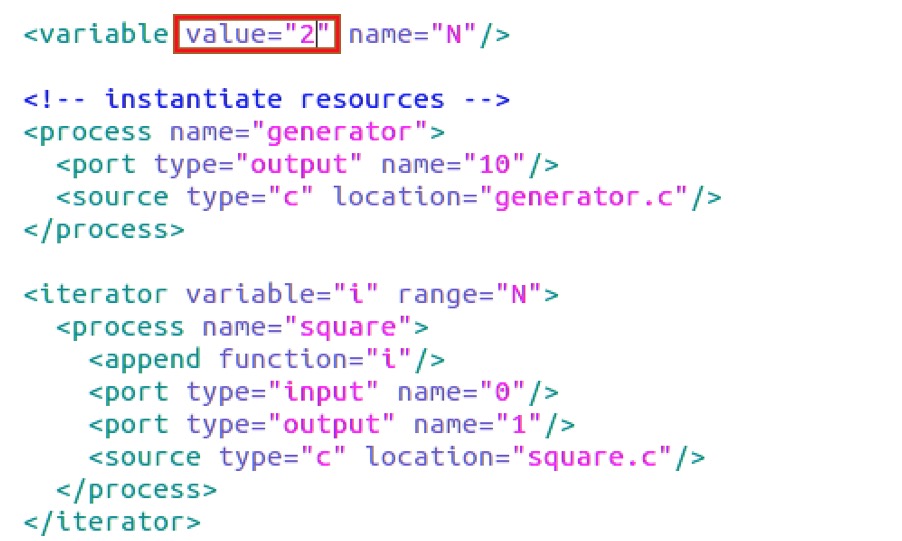 <variable value="2" name="N"/>
<!-- instantiate resources -->
<process name="generator">
<port type="output" name="10"/>
<source type="c" location="generator.c"/>
</process>
<iterator variable="i" range="N">
<process name="square">
<append function="i"/>
<port type="input" name="0"/>
<port type="output" name="1"/>
<source type="c" location="square.c"/>
</process>
</iterator>